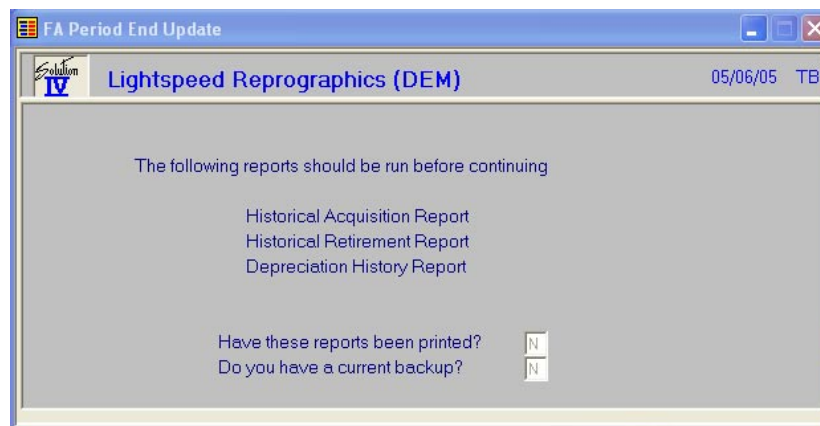 FA Period End Update
Solution IV Lightspeed Reprographics (DEM) 05/06/05 TB
The following reports should be run before continuing
Historical Acquisition Report
Historical Retirement Report
Depreciation History Report
Have these reports been printed? N
Do you have a current backup? N